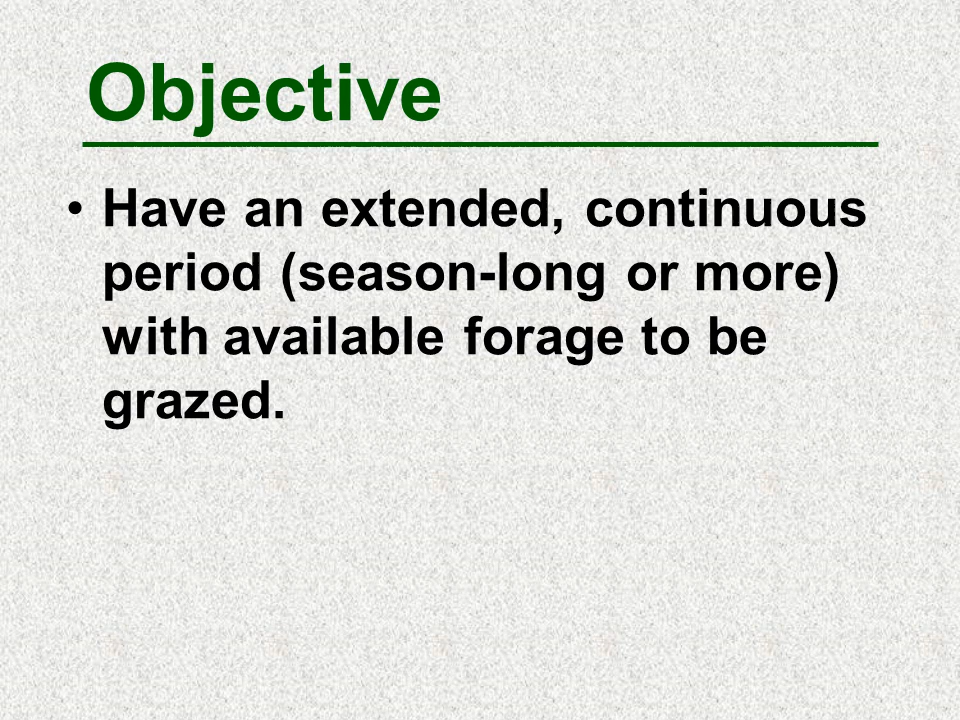 Objective
• Have an extended, continuous
period (season-long or more)
with available forage to be
grazed.